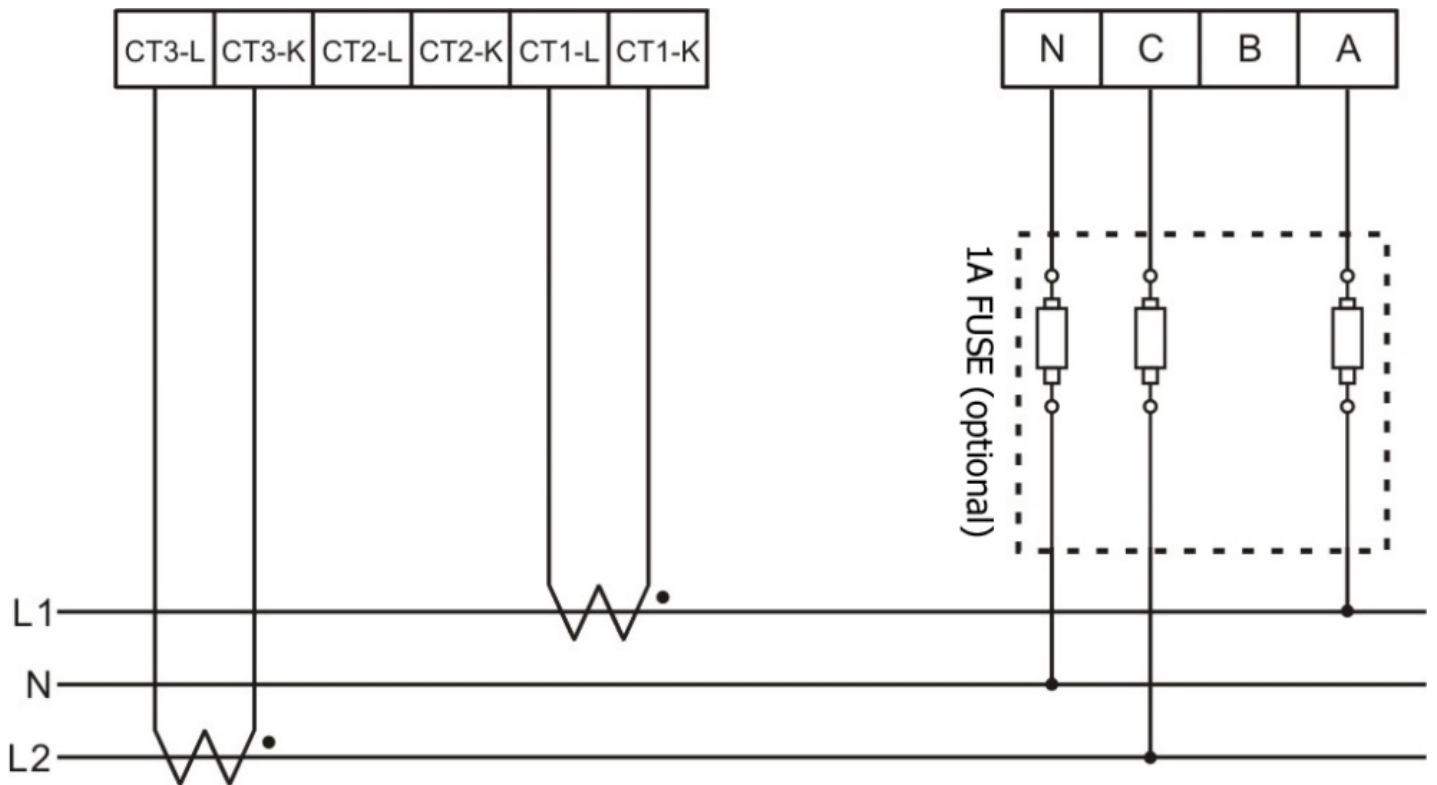 CT3-L CT3-K CT2-L CT2-K CT1-L CT1-K
N C B A
1A FUSE (optional)
L1
N
L2